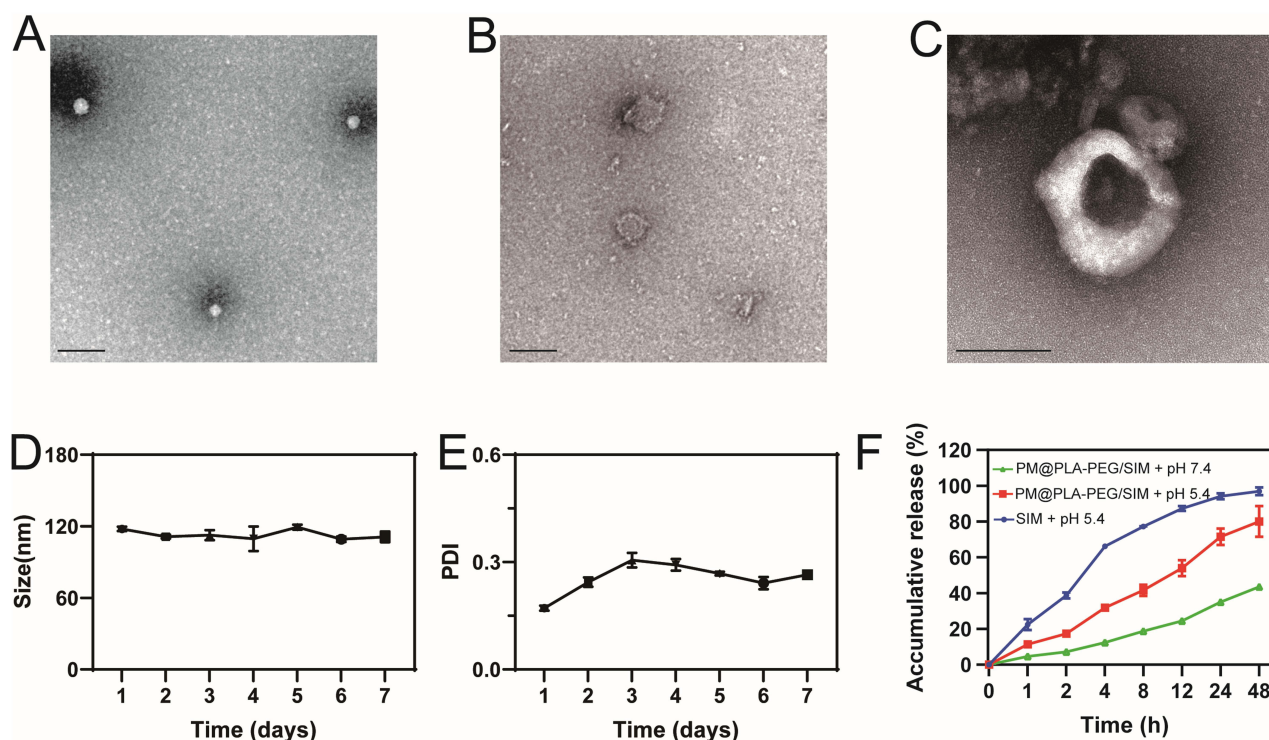 A
B
C
D
180
120
60
0
Size(nm)
1 2 3 4 5 6 7
Time (days)
E
0.6
0.3
0.0
PDI
1 2 3 4 5 6 7
Time (days)
F
120
100
80
60
40
20
0
Accumulative release (%)
PM@PLA-PEG/SIM + pH 7.4
PM@PLA-PEG/SIM + pH 5.4
SIM + pH 5.4
0 1 2 4 8 12 24 48
Time (h)